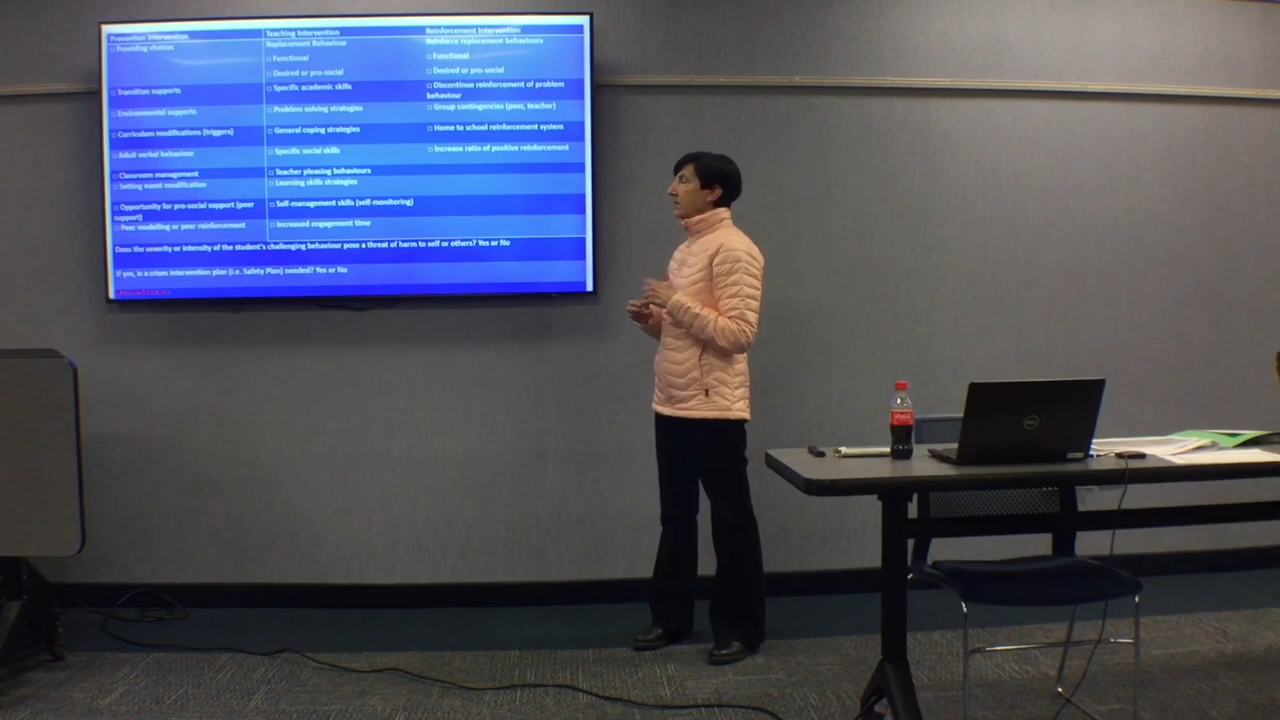 Prevention Intervention
Providing choices
Transition supports
Environmental supports
Curriculum modifications (triggers)
Adult verbal behaviour
Classroom management
Setting event modification
Opportunity for pro-social support (peer
support)
Peer modelling or peer reinforcement
Teaching Intervention
Replacement Behaviour
Functional
Desired or pro-social
Specific academic skills
Problem solving strategies
General coping strategies
Specific social skills
Teacher pleasing behaviours
Learning skills strategies
Self-management skills (self-monitoring)
Increased engagement time
Reinforcement Intervention
Reinforce replacement behaviours
Functional
Desired or pro-social
Discontinue reinforcement of problem
behaviour
Group contingencies (peer, teacher)
Home to school reinforcement system
Increase ratio of positive reinforcement
Does the severity or intensity of the student's challenging behaviour pose a threat of harm to self or others? Yes or No
If yes, is a crisis intervention plan (i.e. Safety Plan) needed? Yes or No
DELL